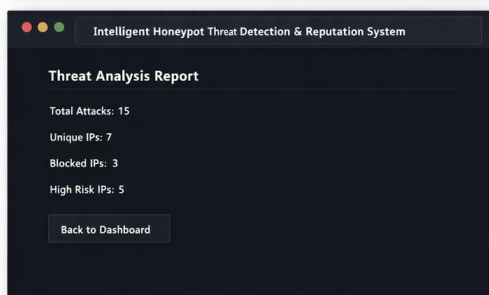 Intelligent Honeypot Threat Detection & Reputation System
Threat Analysis Report
Total Attacks: 15
Unique IPs: 7
Blocked IPs: 3
High Risk IPs: 5
Back to Dashboard